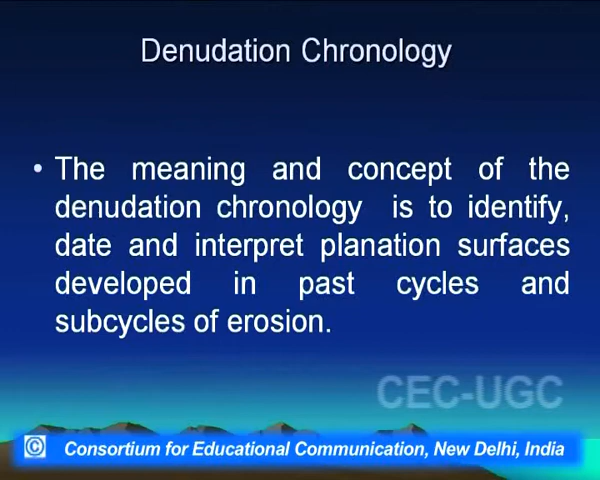 Denudation Chronology
• The meaning and concept of the
denudation chronology is to identify,
date and interpret planation surfaces
developed in past cycles and
subcycles of erosion.
CEC-UGC
© Consortium for Educational Communication, New Delhi, India